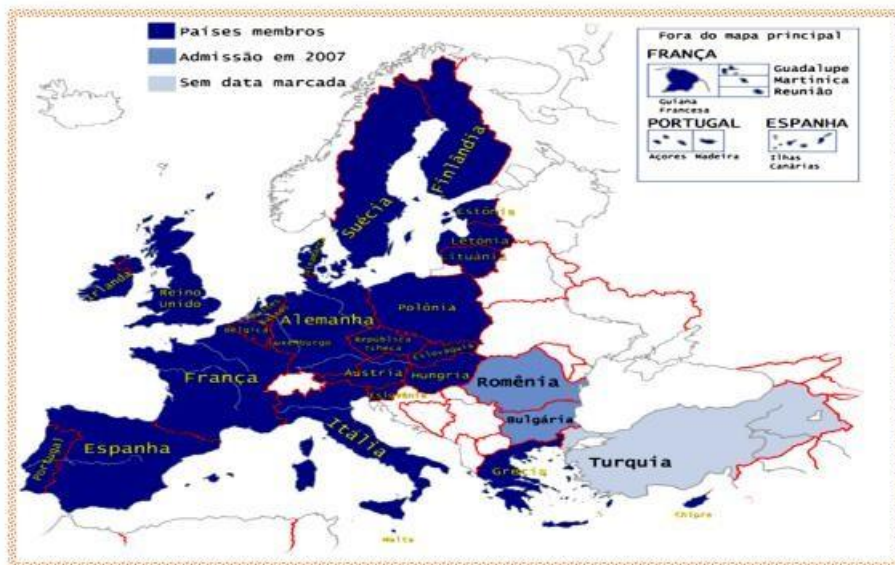 Países membros
Admissão em 2007
Sem data marcada
Fora do mapa principal
FRANÇA
Guadalupe
Martinica
Reunião
Guiana
Francesa
PORTUGAL
ESPANHA
Açores
Madeira
Ilhas
Canárias
Finlândia
Suécia
Estônia
Letônia
Lituânia
Irlanda
Reino
Unido
Polônia
Alemanha
Bélgica
Luxemburgo
República
Tcheca
Eslováquia
França
Áustria
Hungria
Eslovênia
Romênia
Bulgária
Itália
Portugal
Espanha
Grécia
Turquia
Chipre
Malta